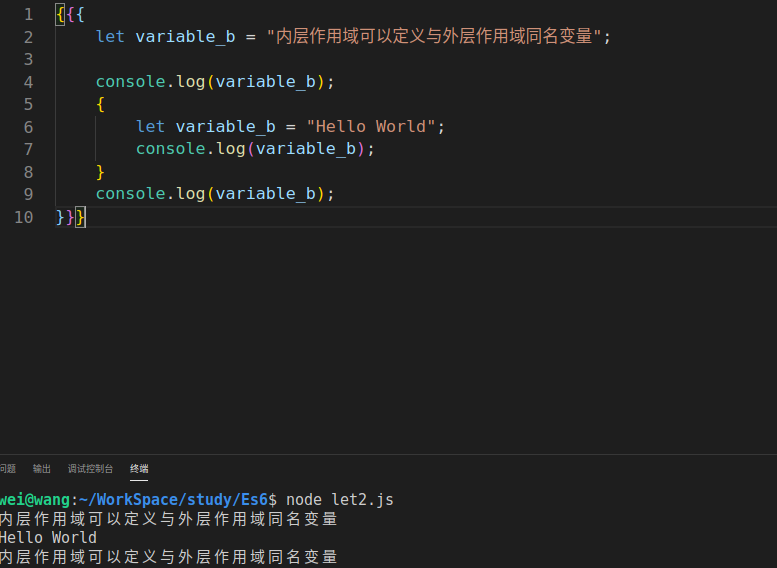 1 {{{
2 let variable_b = "内层作用域可以定义与外层作用域同名变量";
3
4 console.log(variable_b);
5 {
6 let variable_b = "Hello World";
7 console.log(variable_b);
8 }
9 console.log(variable_b);
10 }}}
问题 输出 调试控制台 终端
wei@wang:~/WorkSpace/study/Es6$ node let2.js
内层作用域可以定义与外层作用域同名变量
Hello World
内层作用域可以定义与外层作用域同名变量